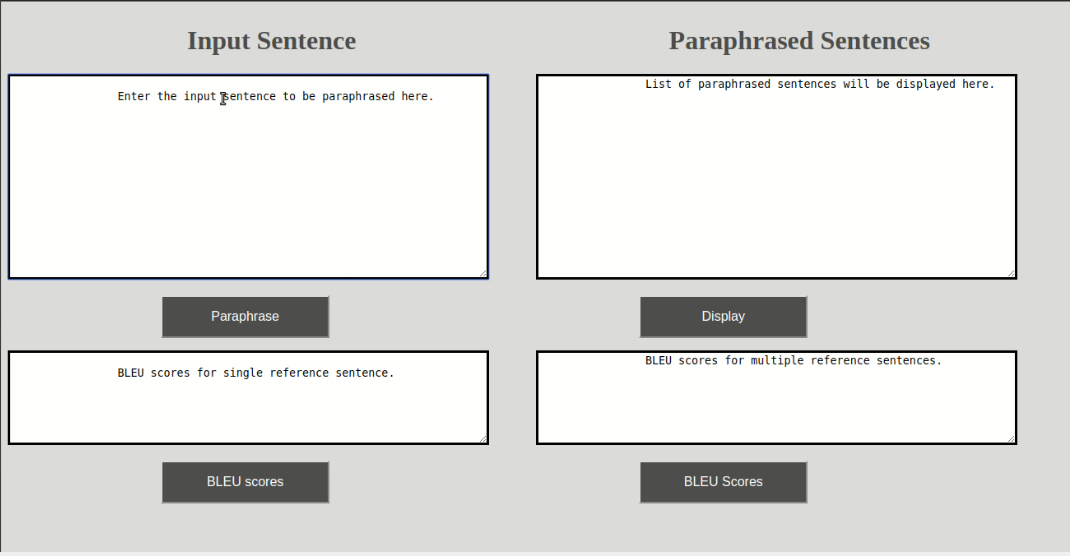 Input Sentence
Enter the input sentence to be paraphrased here.
Paraphrase
BLEU scores for single reference sentence.
BLEU scores
Paraphrased Sentences
List of paraphrased sentences will be displayed here.
Display
BLEU scores for multiple reference sentences.
BLEU Scores